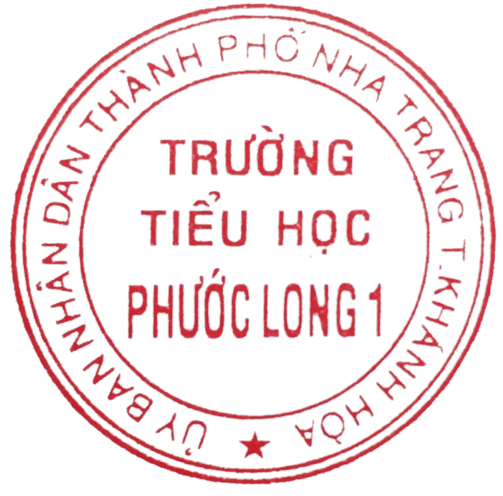 ỦY BAN NHÂN DÂN THÀNH PHỐ NHA TRANG T.KHÁNH HÒA
TRƯỜNG
TIỂU HỌC
PHƯỚC LONG 1